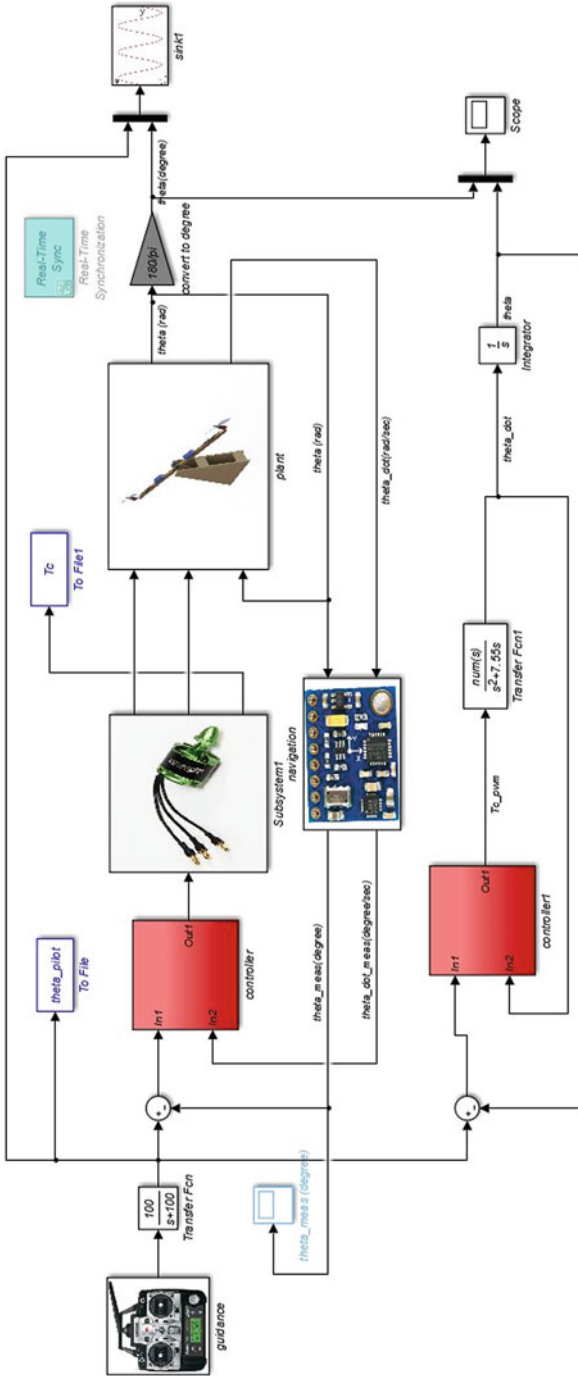 sink1
Real-Time
Sync
Real-Time
Synchronization
Tc
To File1
theta_pilot
To File
180/pi
convert to degree
theta(degree)
theta (rad)
plant
theta (rad)
theta_dot(rad/sec)
Subsystem1
navigation
In1
In2
Out1
controller
theta_meas(degree)
theta_dot_meas(degree/sec)
100
s+100
Transfer Fcn
guidance
theta_meas (degree)
Scope
theta
1
s
Integrator
theta_dot
num(s)
s²+7.55s
Transfer Fcn1
Tc_pwm
In1
In2
Out1
controller1